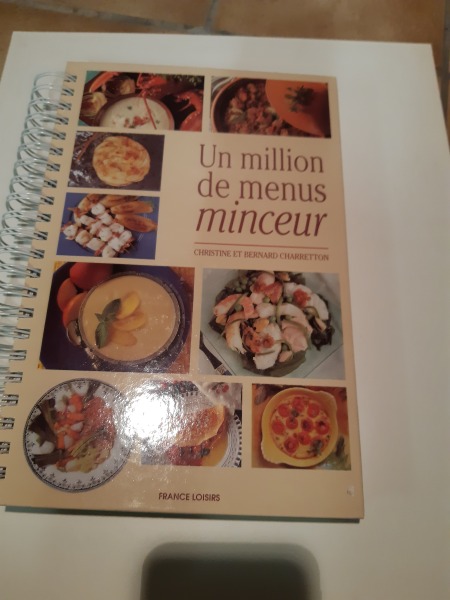 Un million
de menus
minceur
CHRISTINE ET BERNARD CHARRETTON
FRANCE LOISIRS